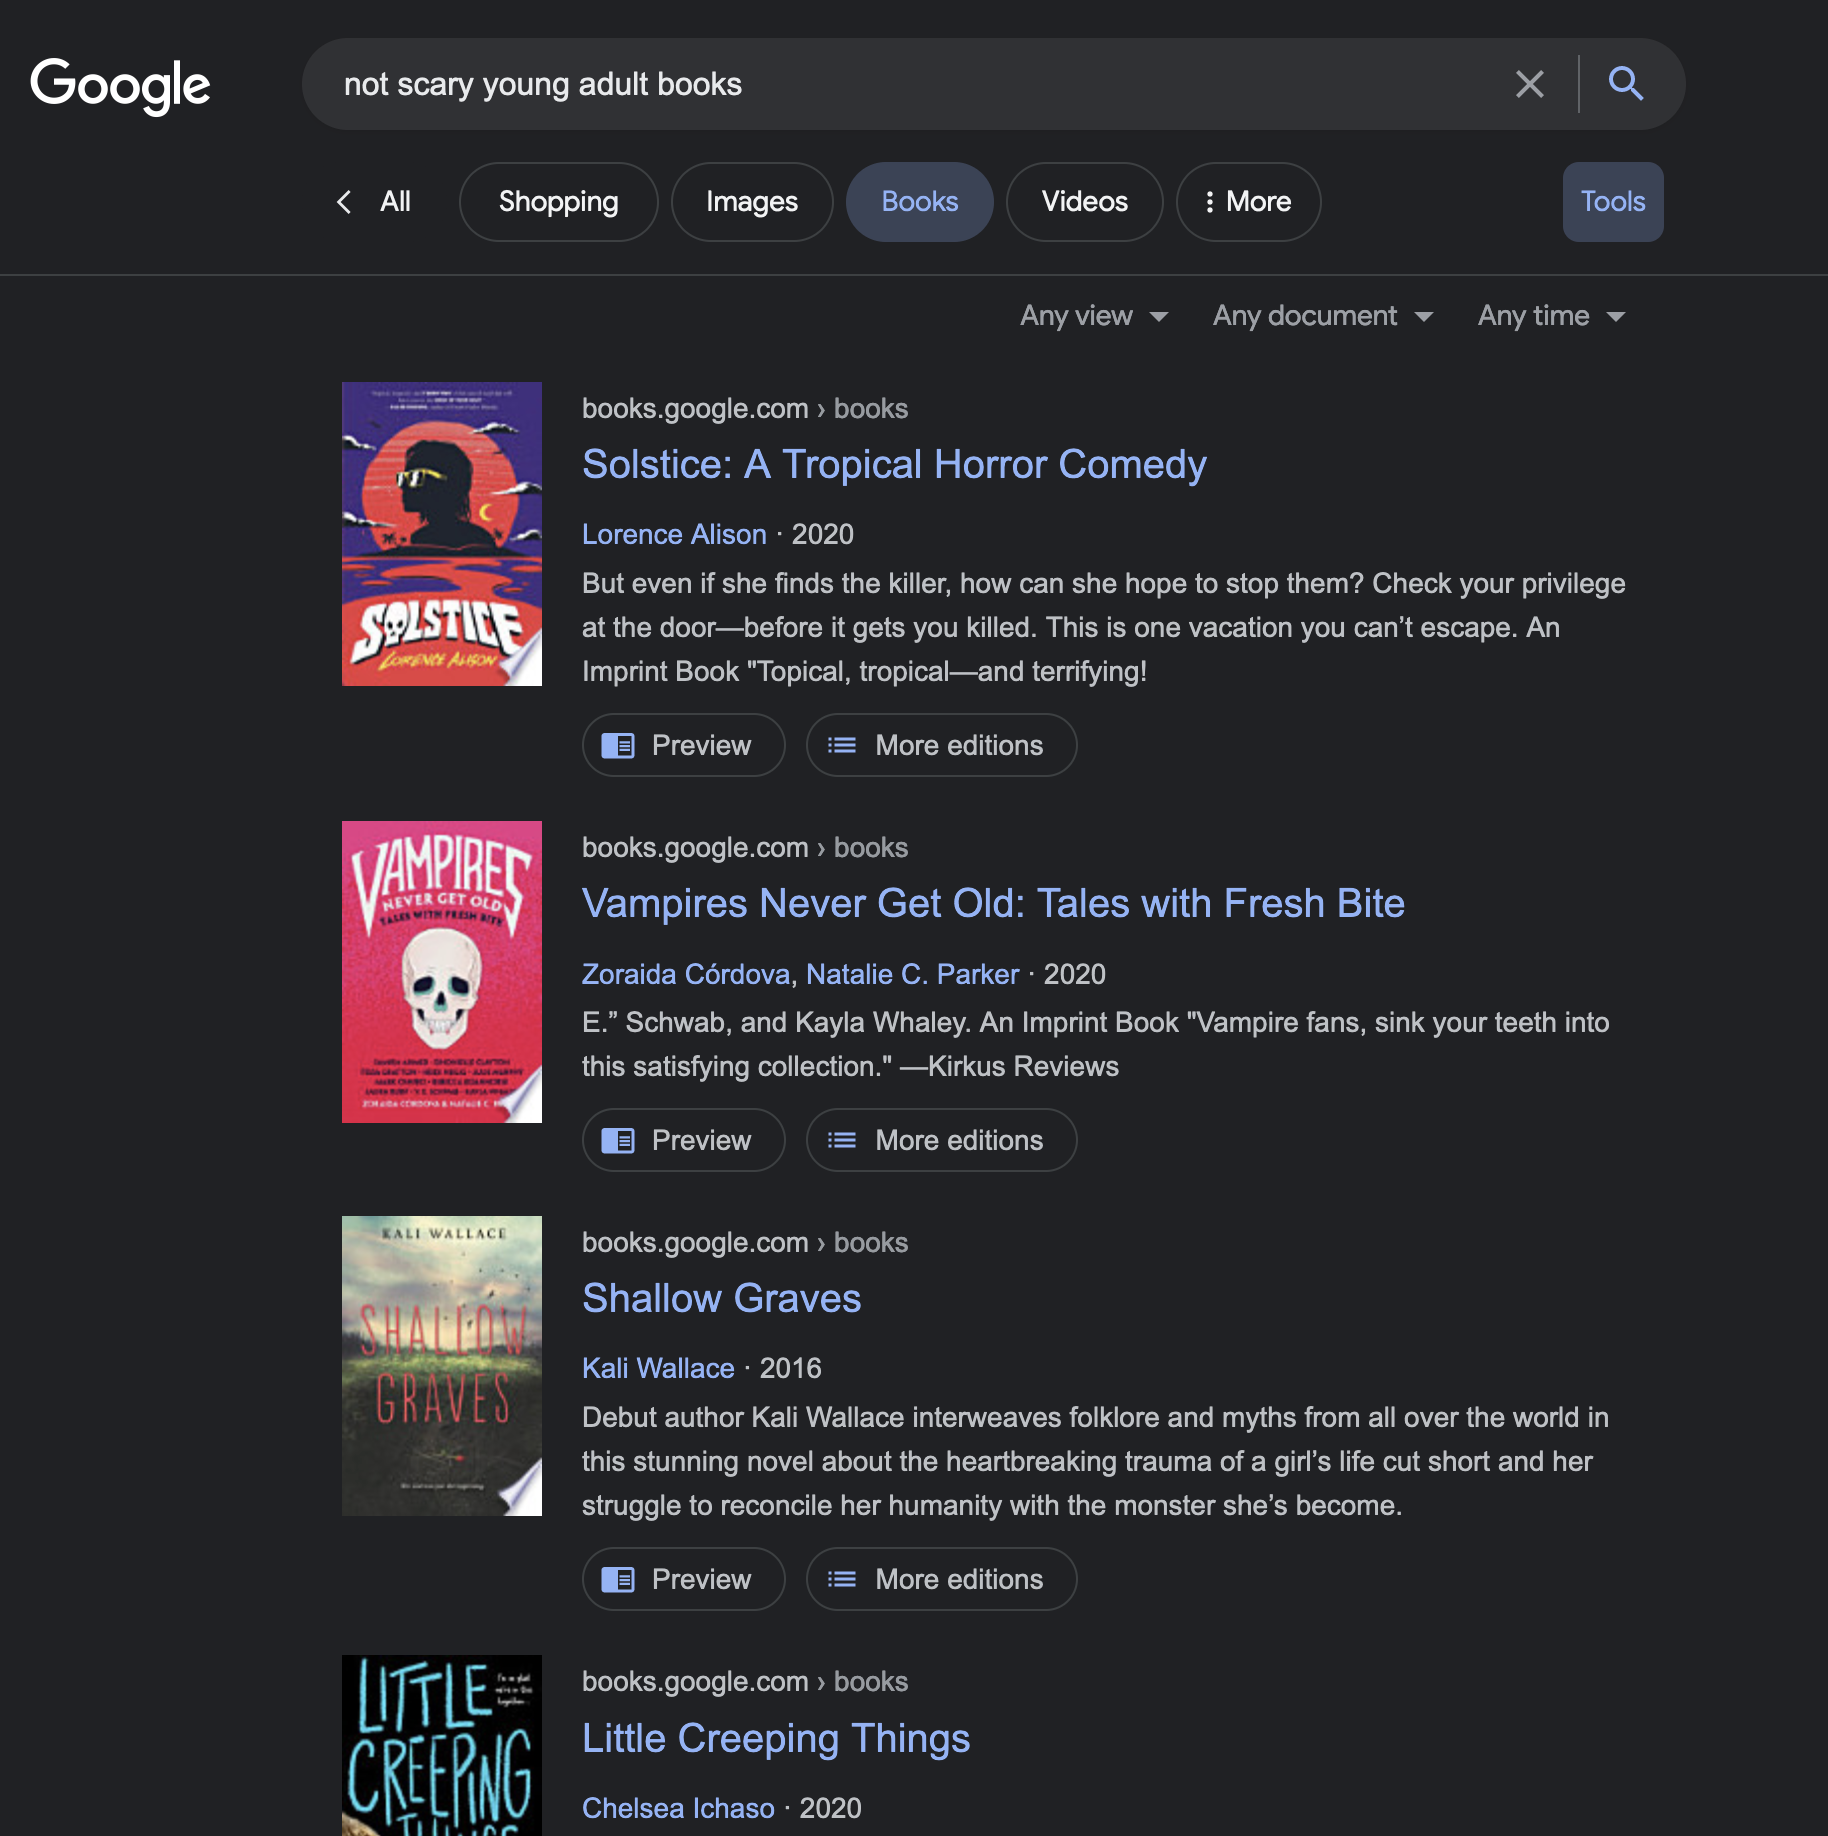 Google
not scary young adult books
All
Shopping
Images
Books
Videos
More
Tools
Any view
Any document
Any time
SOLSTICE
LORENCE ALISON
books.google.com › books
Solstice: A Tropical Horror Comedy
Lorence Alison · 2020
But even if she finds the killer, how can she hope to stop them? Check your privilege
at the door—before it gets you killed. This is one vacation you can’t escape. An
Imprint Book "Topical, tropical—and terrifying!
Preview
More editions
VAMPIRES
NEVER GET OLD
TALES WITH FRESH BITE
books.google.com › books
Vampires Never Get Old: Tales with Fresh Bite
Zoraida Córdova, Natalie C. Parker · 2020
E.” Schwab, and Kayla Whaley. An Imprint Book "Vampire fans, sink your teeth into
this satisfying collection." —Kirkus Reviews
Preview
More editions
KALI WALLACE
SHALLOW
GRAVES
books.google.com › books
Shallow Graves
Kali Wallace · 2016
Debut author Kali Wallace interweaves folklore and myths from all over the world in
this stunning novel about the heartbreaking trauma of a girl’s life cut short and her
struggle to reconcile her humanity with the monster she’s become.
Preview
More editions
LITTLE
CREEPING
THINGS
books.google.com › books
Little Creeping Things
Chelsea Ichaso · 2020